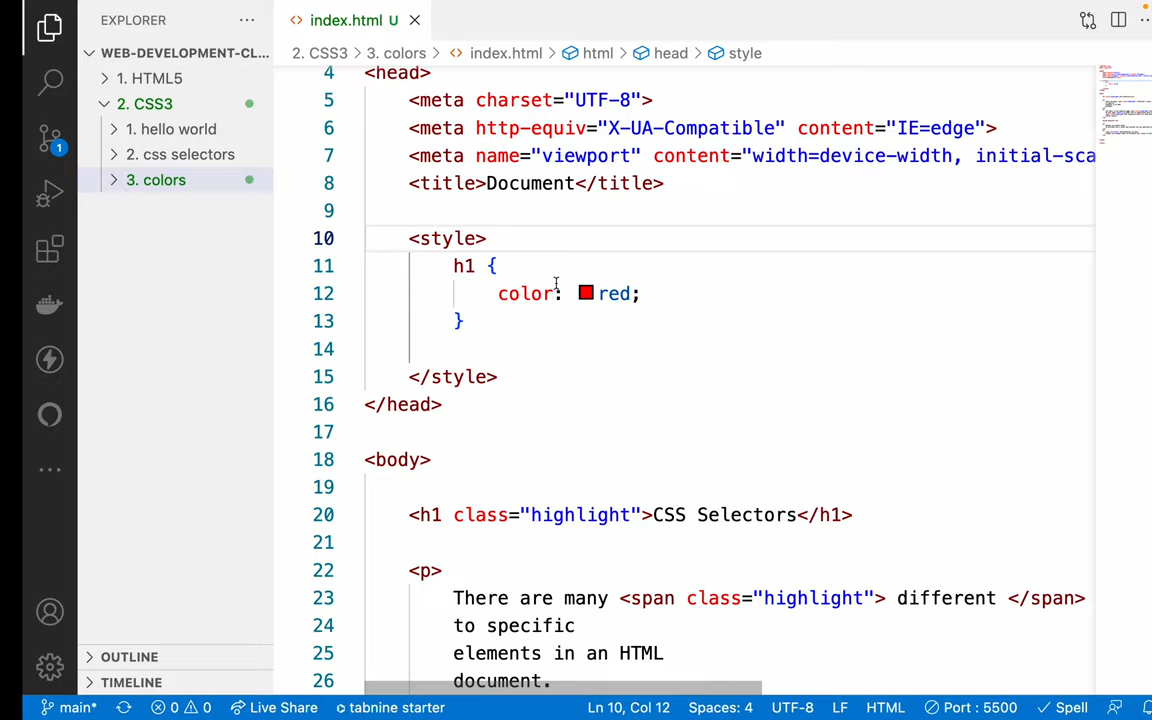 EXPLORER
···
<> index.html U ×
WEB-DEVELOPMENT-CL...
2. CSS3 > 3. colors > <> index.html > html > head > style
1. HTML5
2. CSS3
1. hello world
2. css selectors
3. colors
4 <head>
5 <meta charset="UTF-8">
6 <meta http-equiv="X-UA-Compatible" content="IE=edge">
7 <meta name="viewport" content="width=device-width, initial-sca
8 <title>Document</title>
9
10 <style>
11 h1 {
12 color: red;
13 }
14
15 </style>
16 </head>
17
18 <body>
19
20 <h1 class="highlight">CSS Selectors</h1>
21
22 <p>
23 There are many <span class="highlight"> different </span>
24 to specific
25 elements in an HTML
26 document.
1
OUTLINE
TIMELINE
main* 0 0 Live Share tabnine starter Ln 10, Col 12 Spaces: 4 UTF-8 LF HTML Port : 5500 Spell